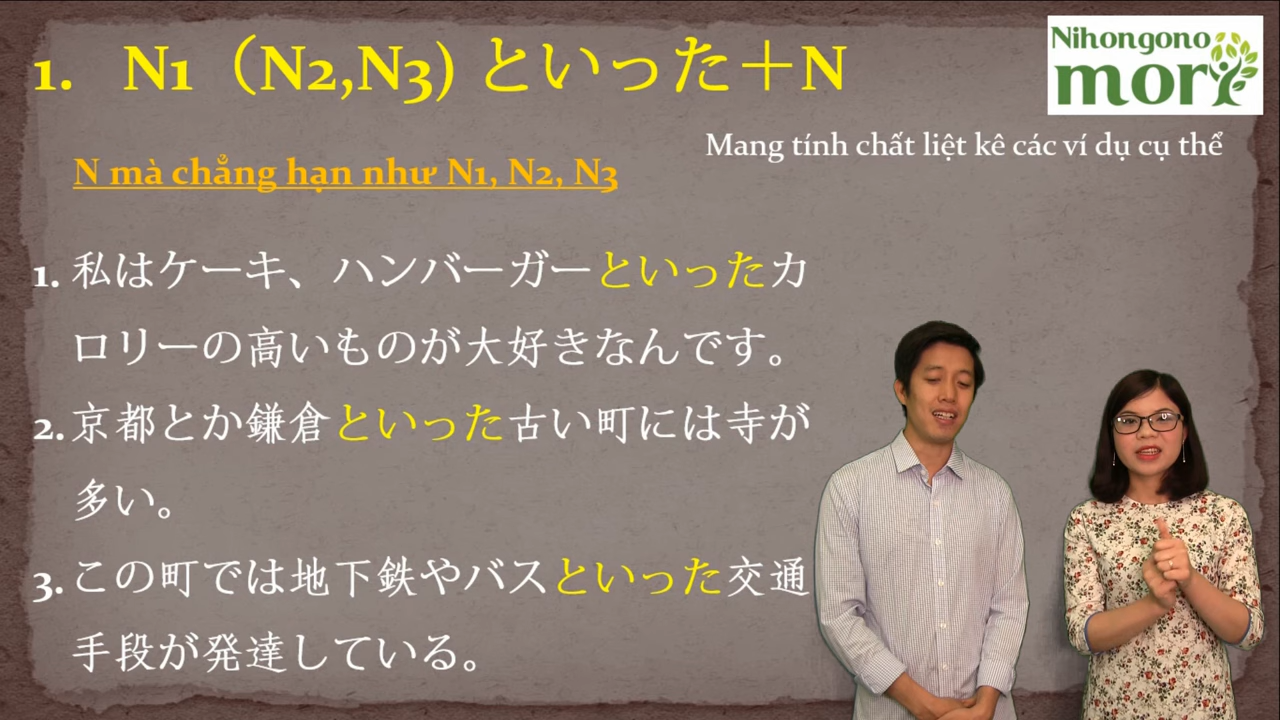 1. N1（N2,N3) といった＋N
Nihongono
mori
Mang tính chất liệt kê các ví dụ cụ thể
N mà chẳng hạn như N1, N2, N3
1. 私はケーキ、ハンバーガーといったカ
ロリーの高いものが大好きなんです。
2. 京都とか鎌倉といった古い町には寺が
多い。
3. この町では地下鉄やバスといった交通
手段が発達している。